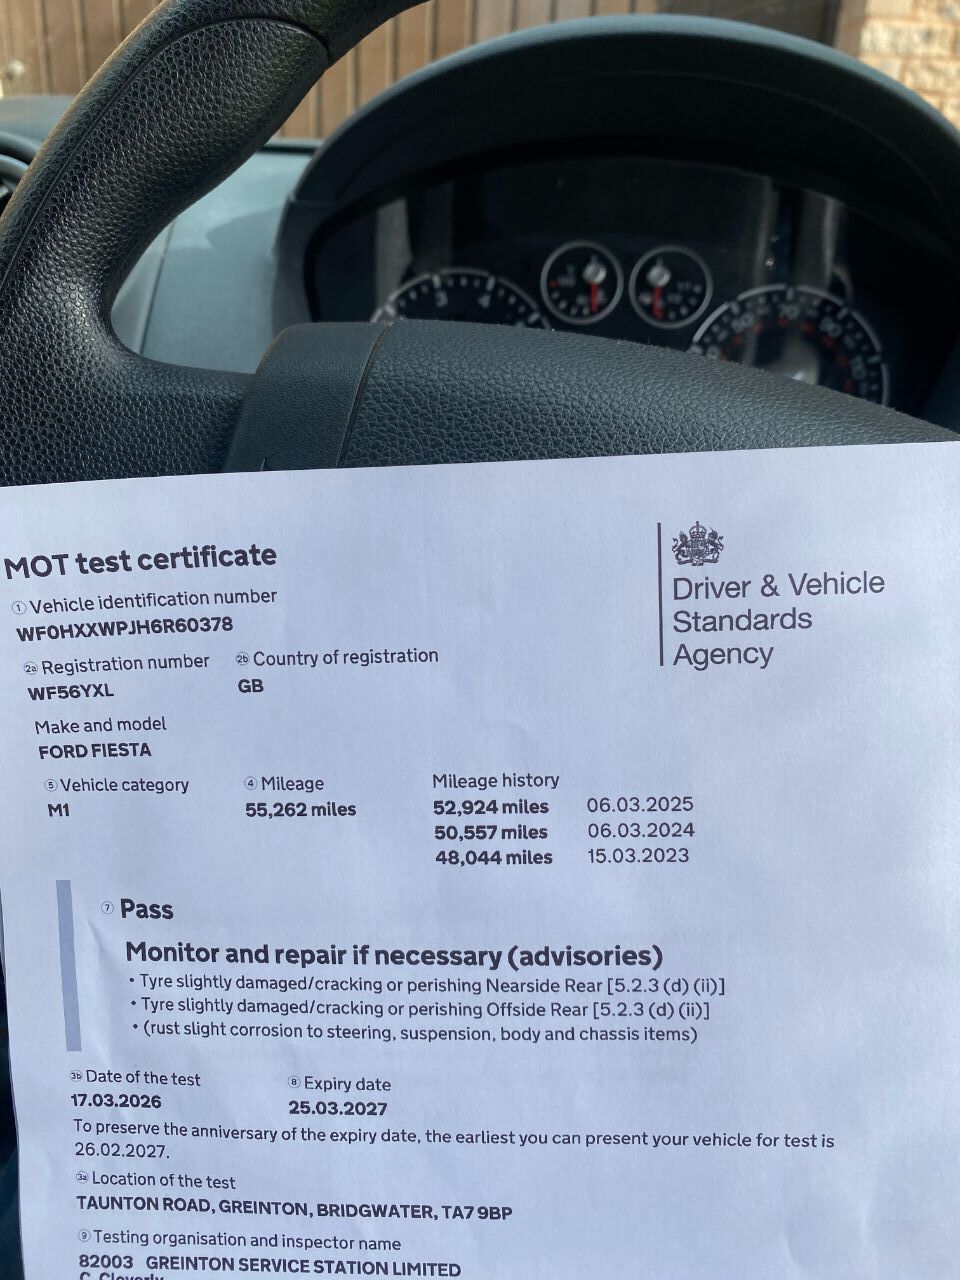 3 4
70
90
MOT test certificate
Driver & Vehicle
Standards
Agency
1 Vehicle identification number
WF0HXXWPJH6R60378
2a Registration number 2b Country of registration
WF56YXL GB
Make and model
FORD FIESTA
5 Vehicle category 4 Mileage Mileage history
M1 55,262 miles 52,924 miles 06.03.2025
50,557 miles 06.03.2024
48,044 miles 15.03.2023
7 Pass
Monitor and repair if necessary (advisories)
• Tyre slightly damaged/cracking or perishing Nearside Rear [5.2.3 (d) (ii)]
• Tyre slightly damaged/cracking or perishing Offside Rear [5.2.3 (d) (ii)]
• (rust slight corrosion to steering, suspension, body and chassis items)
3b Date of the test 8 Expiry date
17.03.2026 25.03.2027
To preserve the anniversary of the expiry date, the earliest you can present your vehicle for test is
26.02.2027.
3a Location of the test
TAUNTON ROAD, GREINTON, BRIDGWATER, TA7 9BP
9 Testing organisation and inspector name
82003 GREINTON SERVICE STATION LIMITED
C. Cloverly